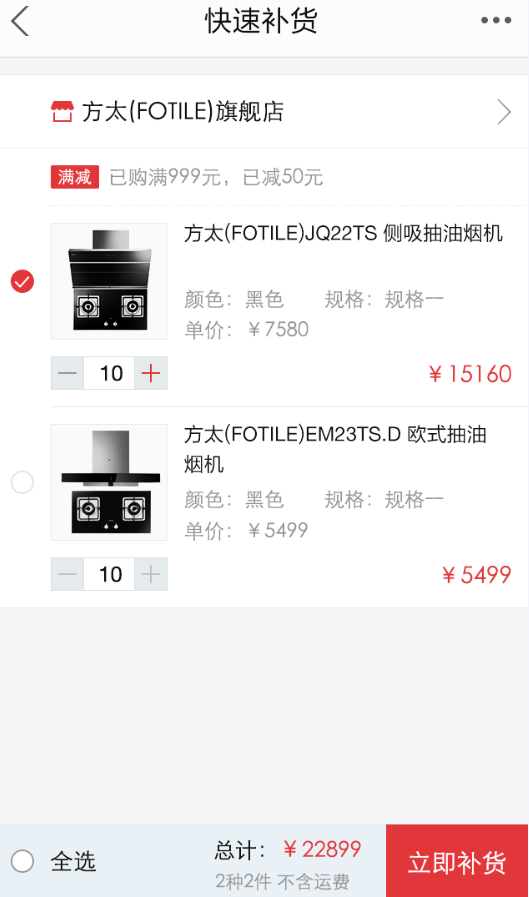 快速补货
方太(FOTILE)旗舰店
满减 已购满999元，已减50元
方太(FOTILE)JQ22TS 侧吸抽油烟机
颜色：黑色 规格：规格一
单价：￥7580
10
￥15160
方太(FOTILE)EM23TS.D 欧式抽油
烟机
颜色：黑色 规格：规格一
单价：￥5499
10
￥5499
全选
总计：￥22899
2种2件 不含运费
立即补货